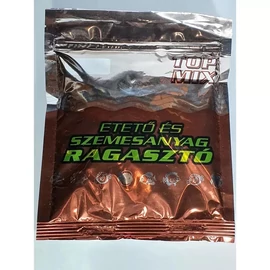 TOP
MIX
ETETŐ ÉS
SZEMESANYAG
RAGASZTÓ